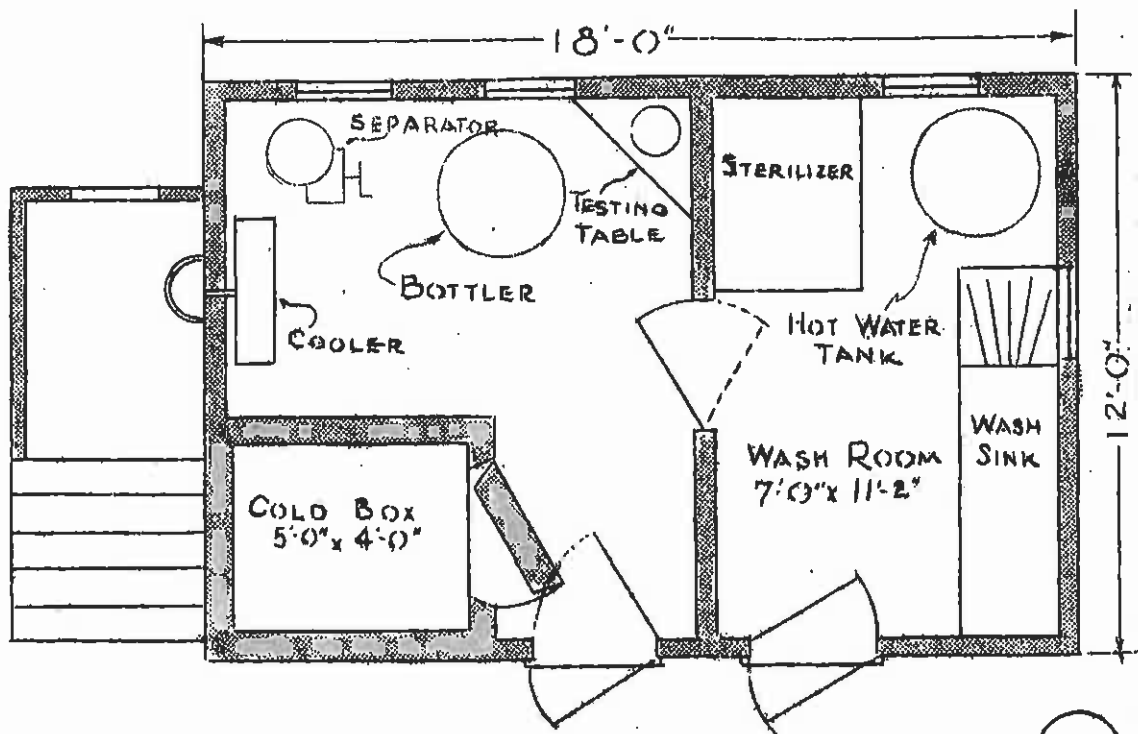 18'-0"
SEPARATOR
STERILIZER
TESTING
TABLE
BOTTLER
COOLER
HOT WATER
TANK
12'-0"
WASH
SINK
WASH ROOM
7'0" x 11'-2"
COLD BOX
5'-0" x 4'-0"